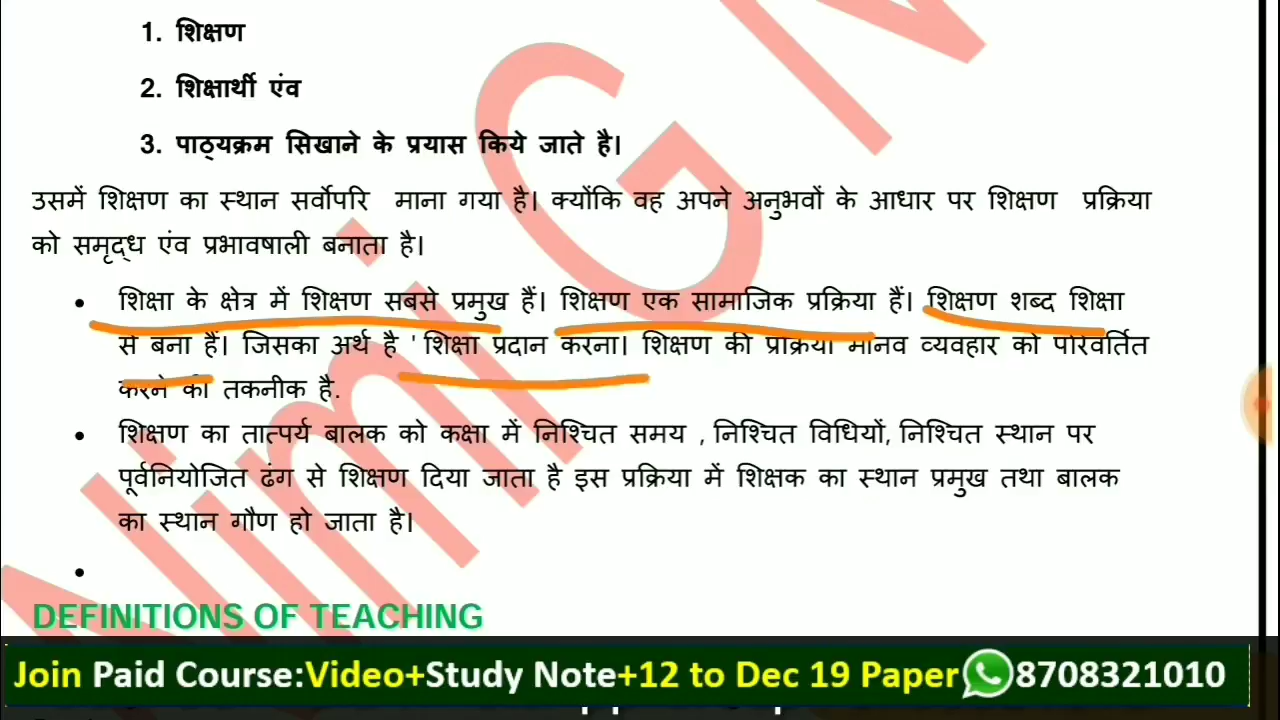 1. शिक्षण
2. शिक्षार्थी एंव
3. पाठ्यक्रम सिखाने के प्रयास किये जाते है।
उसमें शिक्षण का स्थान सर्वोपरि माना गया है। क्योंकि वह अपने अनुभवों के आधार पर शिक्षण प्रक्रिया
को समृद्ध एंव प्रभावषाली बनाता है।
• शिक्षा के क्षेत्र में शिक्षण सबसे प्रमुख हैं। शिक्षण एक सामाजिक प्रक्रिया हैं। शिक्षण शब्द शिक्षा
से बना हैं। जिसका अर्थ है ' शिक्षा प्रदान करना। शिक्षण की प्रक्रिया मानव व्यवहार को परिवर्तित
करने की तकनीक है.
• शिक्षण का तात्पर्य बालक को कक्षा में निश्चित समय , निश्चित विधियों, निश्चित स्थान पर
पूर्वनियोजित ढंग से शिक्षण दिया जाता है इस प्रक्रिया में शिक्षक का स्थान प्रमुख तथा बालक
का स्थान गौण हो जाता है।
•
DEFINITIONS OF TEACHING
Join Paid Course:Video+Study Note+12 to Dec 19 Paper 8708321010